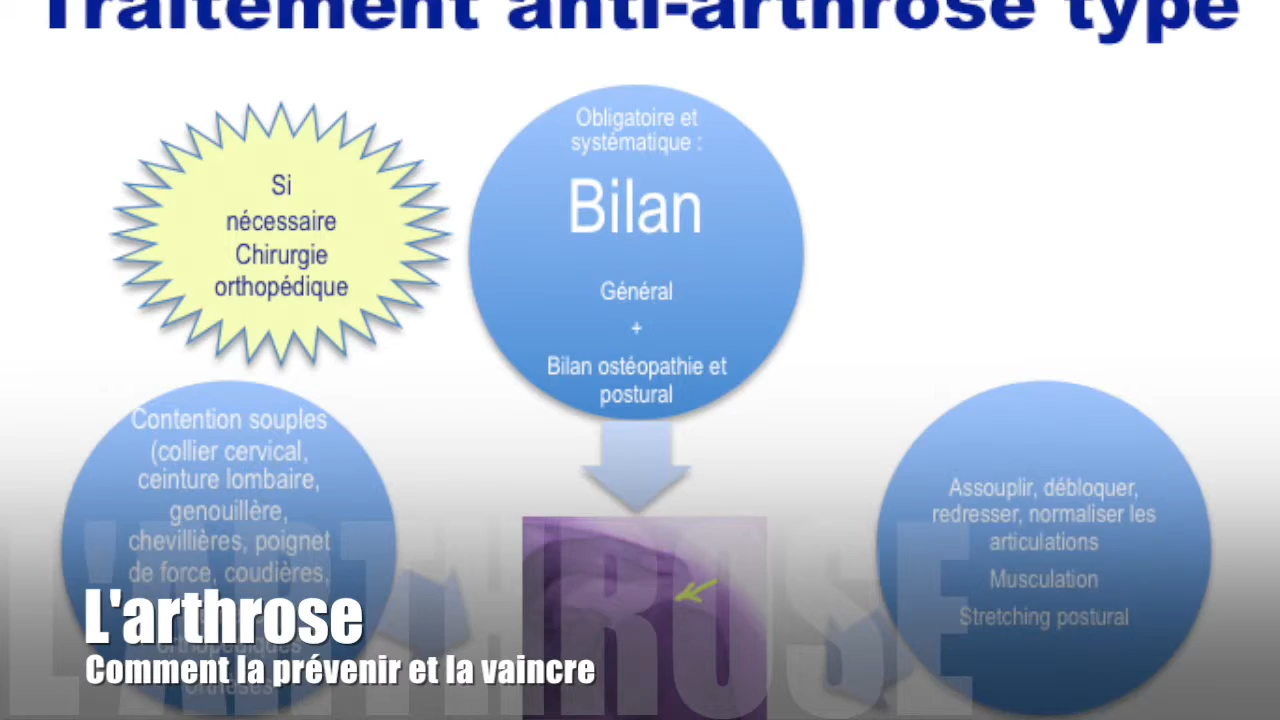 Traitement anti-arthrose type
Si
nécessaire
Chirurgie
orthopédique
Obligatoire et
systématique :
Bilan
Général
+
Bilan ostéopathie et
postural
Contention souples
(collier cervical,
ceinture lombaire,
genouillère,
chevillières, poignet
de force, coudières,
orthopédiques
orthèses
Assouplir, débloquer,
redresser, normaliser les
articulations
Musculation
Stretching postural
L'ARTHROSE
L'arthrose
Comment la prévenir et la vaincre